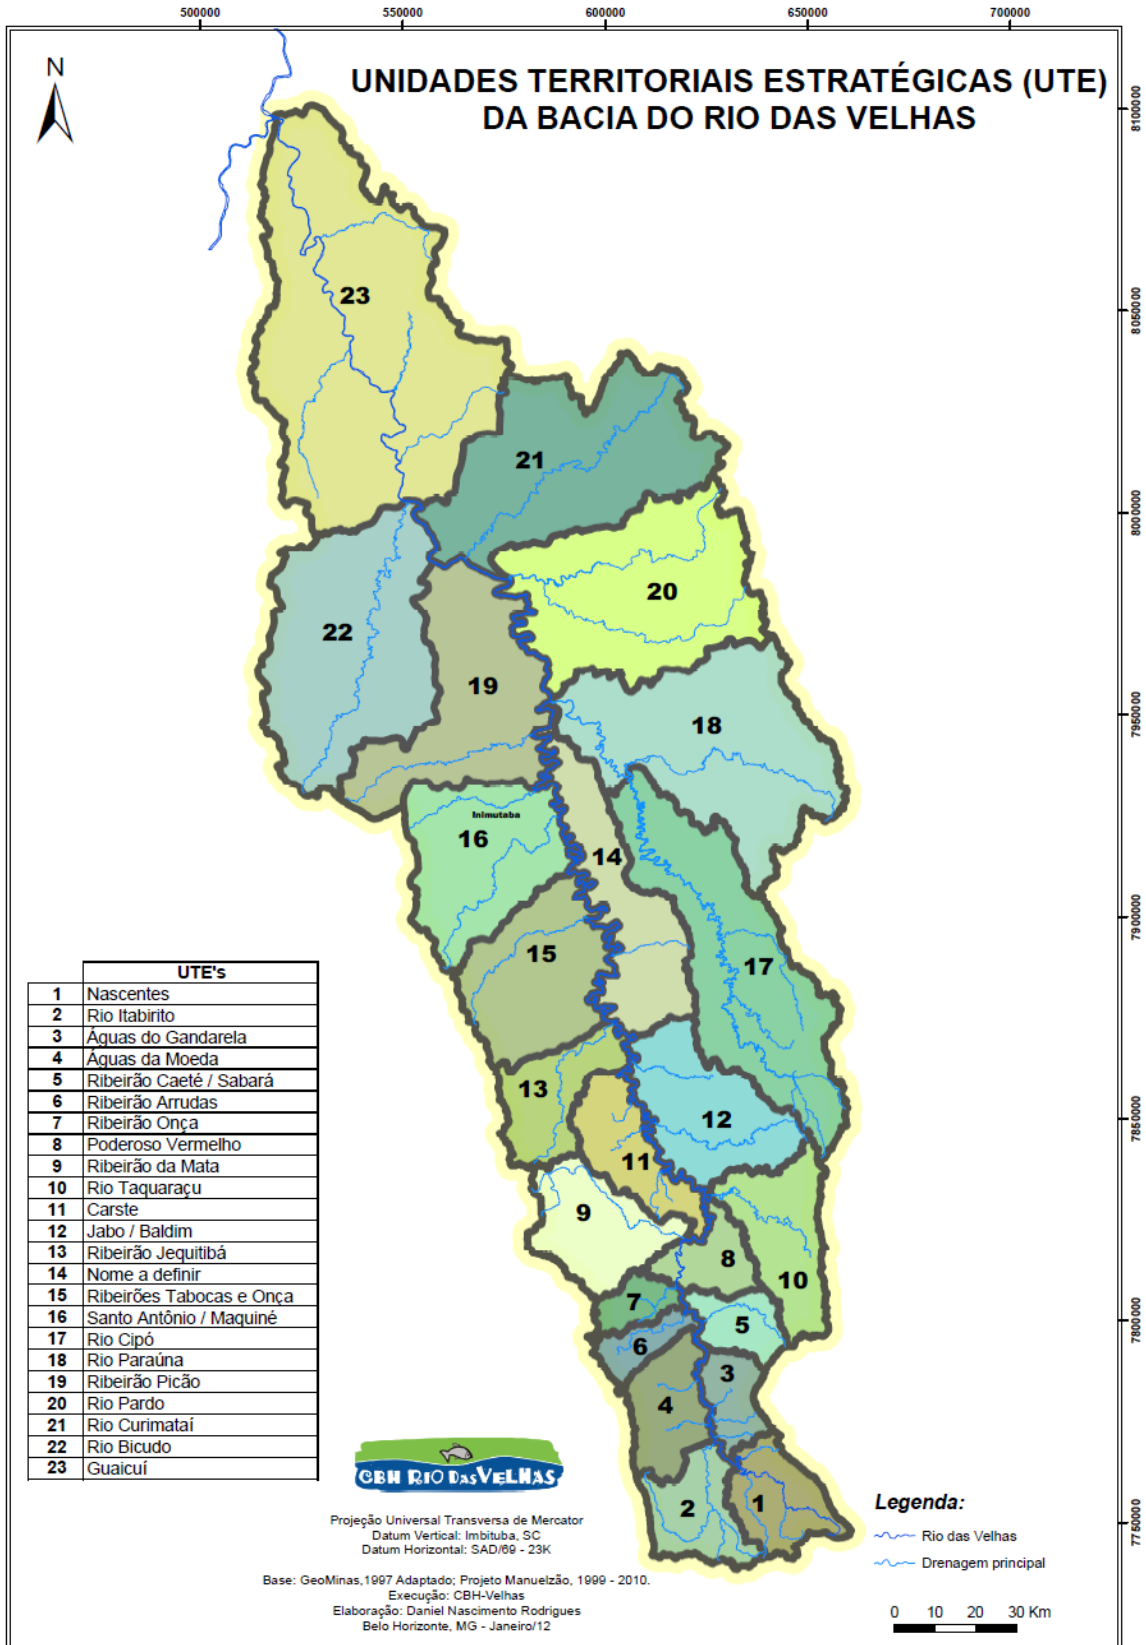 500000 550000 600000 650000 700000
N
UNIDADES TERRITORIAIS ESTRATÉGICAS (UTE)
DA BACIA DO RIO DAS VELHAS
8100000
8050000
8000000
7950000
7900000
7850000
7800000
7750000
23
21
20
22
19
18
Inimutaba
16
14
15
17
13
12
11
9
8
10
7
5
6
3
4
2
1
UTE's
1 Nascentes
2 Rio Itabirito
3 Águas do Gandarela
4 Águas da Moeda
5 Ribeirão Caeté / Sabará
6 Ribeirão Arrudas
7 Ribeirão Onça
8 Poderoso Vermelho
9 Ribeirão da Mata
10 Rio Taquaraçu
11 Carste
12 Jabo / Baldim
13 Ribeirão Jequitibá
14 Nome a definir
15 Ribeirões Tabocas e Onça
16 Santo Antônio / Maquiné
17 Rio Cipó
18 Rio Paraúna
19 Ribeirão Picão
20 Rio Pardo
21 Rio Curimataí
22 Rio Bicudo
23 Guaicuí
CBH RIO DAS VELHAS
Projeção Universal Transversa de Mercator
Datum Vertical: Imbituba, SC
Datum Horizontal: SAD/69 - 23K
Base: GeoMinas,1997 Adaptado; Projeto Manuelzão, 1999 - 2010.
Execução: CBH-Velhas
Elaboração: Daniel Nascimento Rodrigues
Belo Horizonte, MG - Janeiro/12
Legenda:
Rio das Velhas
Drenagem principal
0 10 20 30 Km